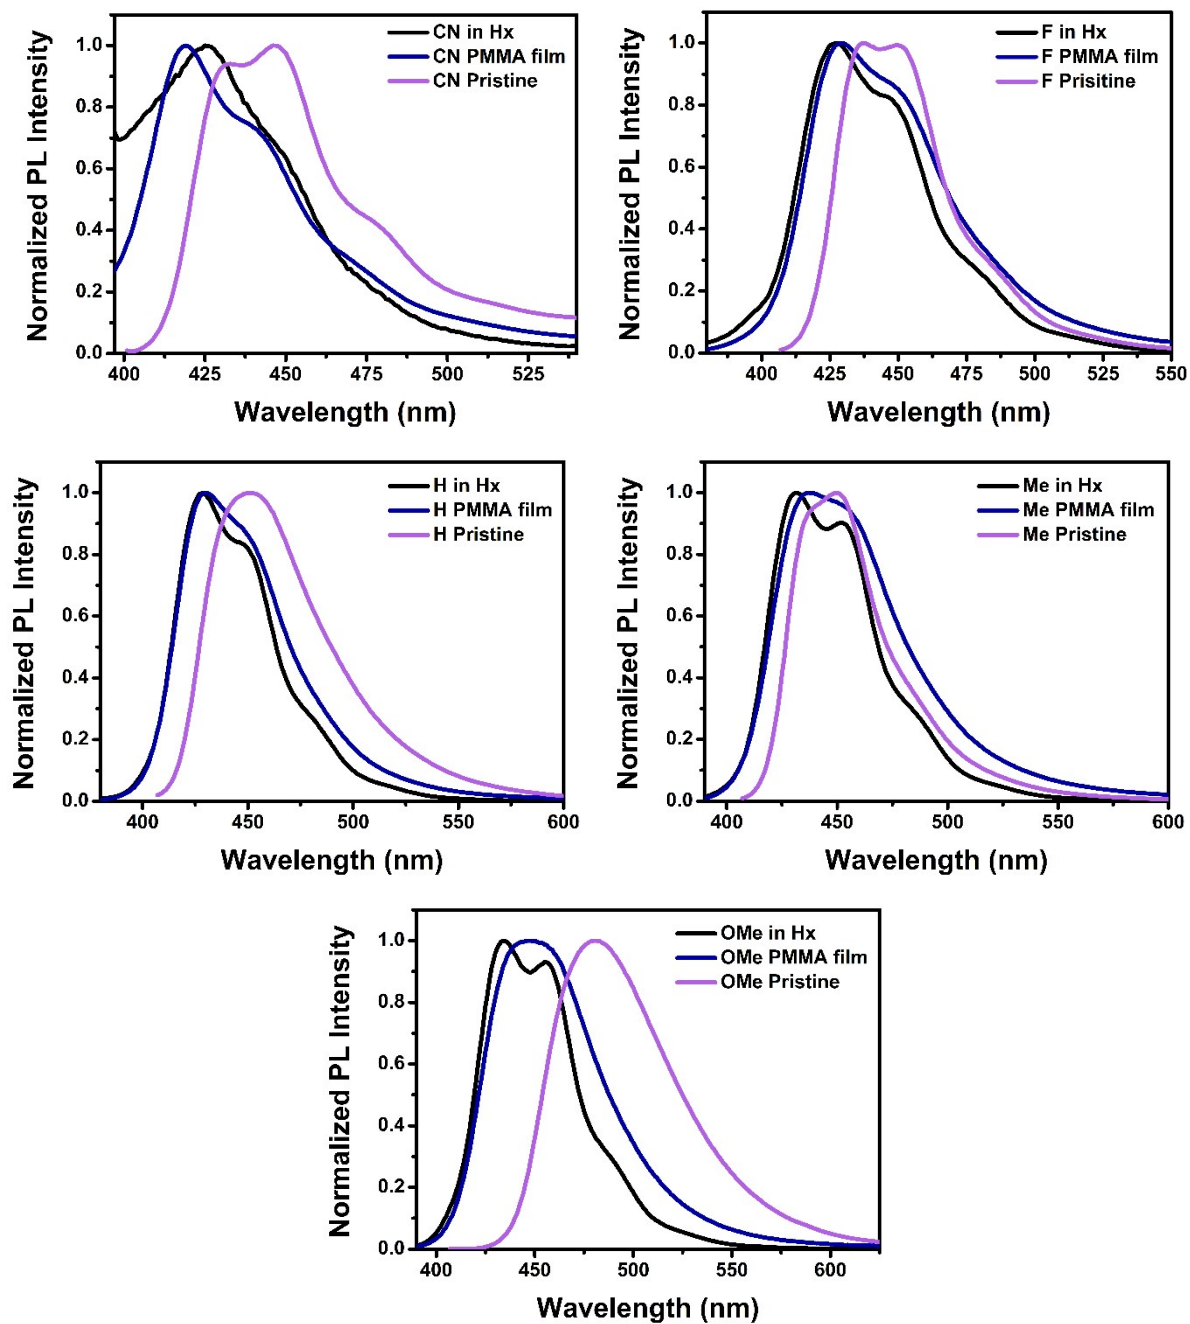 CN in Hx
CN PMMA film
CN Pristine
Normalized PL Intensity
1.0
0.8
0.6
0.4
0.2
0.0
400 425 450 475 500 525
Wavelength (nm)
F in Hx
F PMMA film
F Prisitine
Normalized PL Intensity
1.0
0.8
0.6
0.4
0.2
0.0
400 425 450 475 500 525 550
Wavelength (nm)
H in Hx
H PMMA film
H Pristine
Normalized PL Intensity
1.0
0.8
0.6
0.4
0.2
0.0
400 450 500 550 600
Wavelength (nm)
Me in Hx
Me PMMA film
Me Pristine
Normalized PL Intensity
1.0
0.8
0.6
0.4
0.2
0.0
400 450 500 550 600
Wavelength (nm)
OMe in Hx
OMe PMMA film
OMe Pristine
Normalized PL Intensity
1.0
0.8
0.6
0.4
0.2
0.0
400 450 500 550 600
Wavelength (nm)